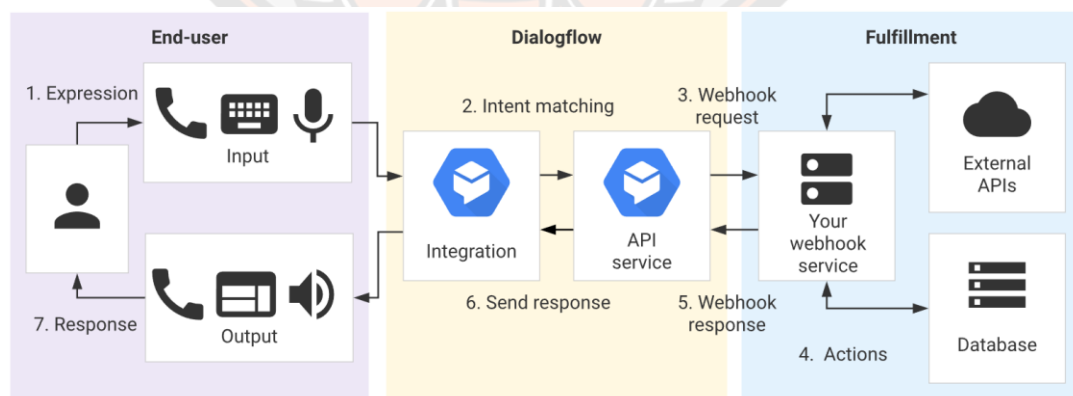 End-user
Dialogflow
Fulfillment
1. Expression
Input
2. Intent matching
3. Webhook
request
External
APIs
Integration
API
service
Your
webhook
service
7. Response
Output
6. Send response
5. Webhook
response
4. Actions
Database